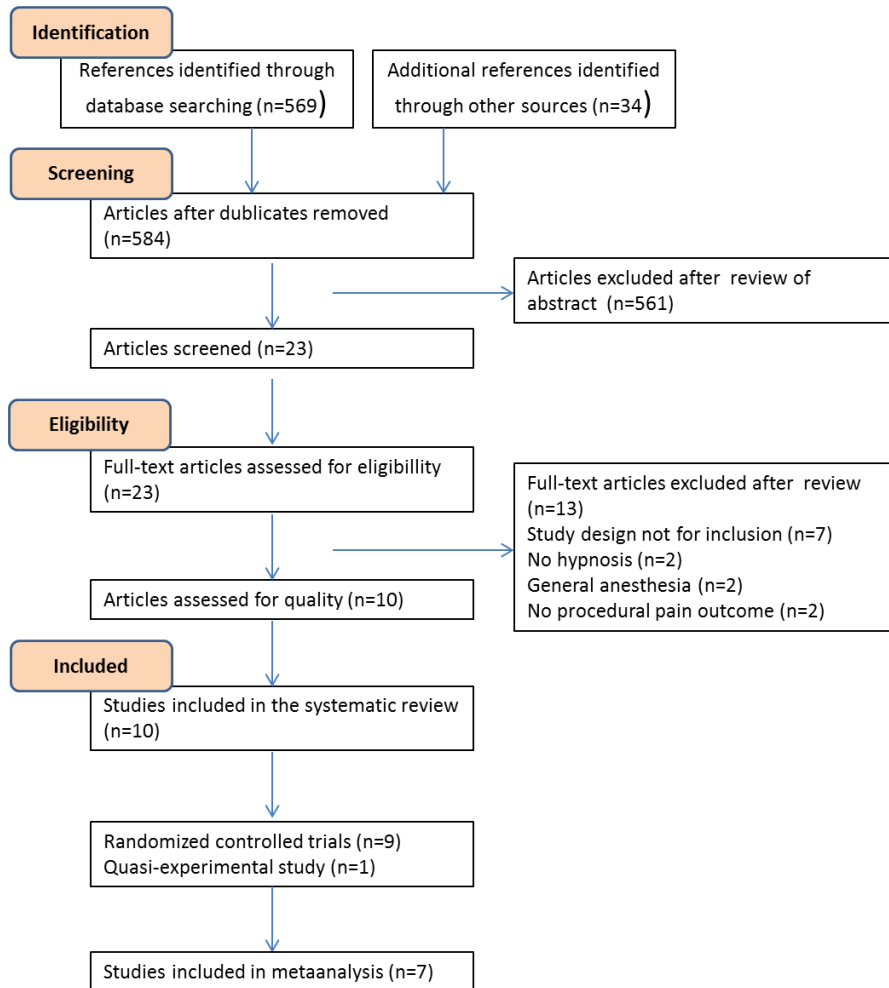 Identification
References identified through
database searching (n=569)
Additional references identified
through other sources (n=34)
Screening
Articles after dublicates removed
(n=584)
Articles excluded after review of
abstract (n=561)
Articles screened (n=23)
Eligibility
Full-text articles assessed for eligibillity
(n=23)
Full-text articles excluded after review
(n=13)
Study design not for inclusion (n=7)
No hypnosis (n=2)
General anesthesia (n=2)
No procedural pain outcome (n=2)
Articles assessed for quality (n=10)
Included
Studies included in the systematic review
(n=10)
Randomized controlled trials (n=9)
Quasi-experimental study (n=1)
Studies included in metaanalysis (n=7)